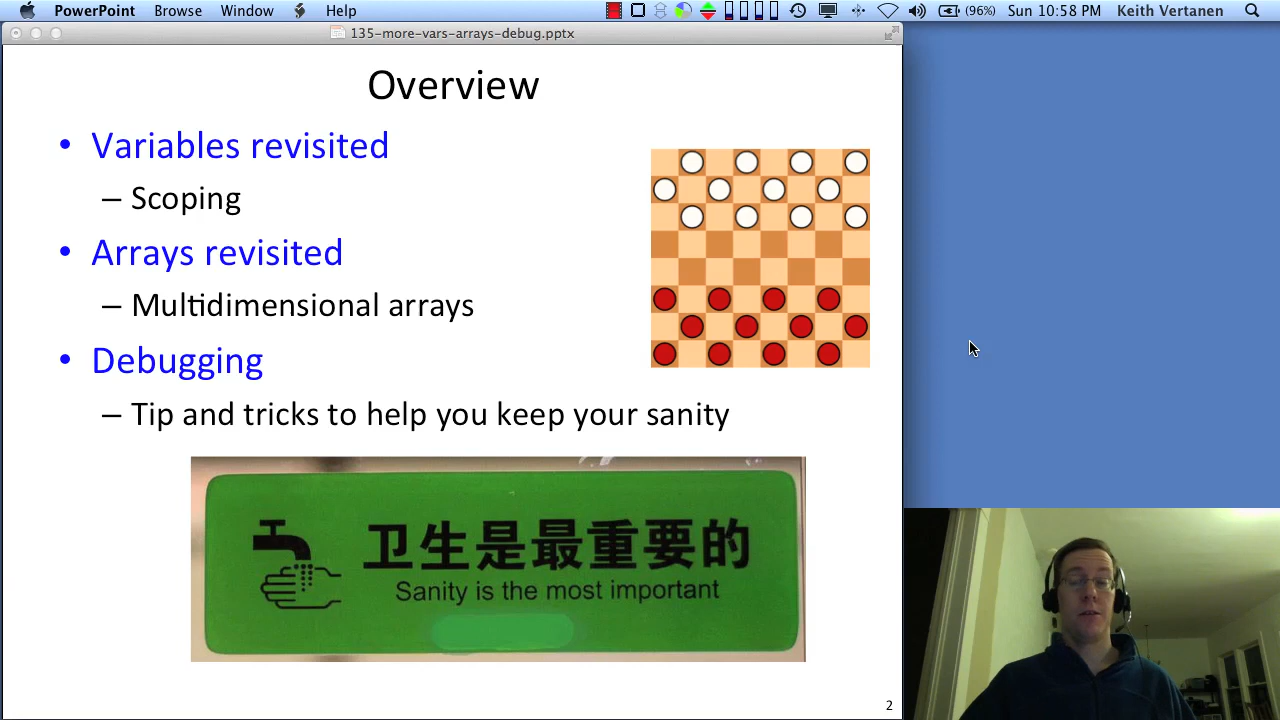 PowerPoint Browse Window Help (96%) Sun 10:58 PM Keith Vertanen
135-more-vars-arrays-debug.pptx
Overview
• Variables revisited
– Scoping
• Arrays revisited
– Multidimensional arrays
• Debugging
– Tip and tricks to help you keep your sanity
卫生是最重要的
Sanity is the most important
2